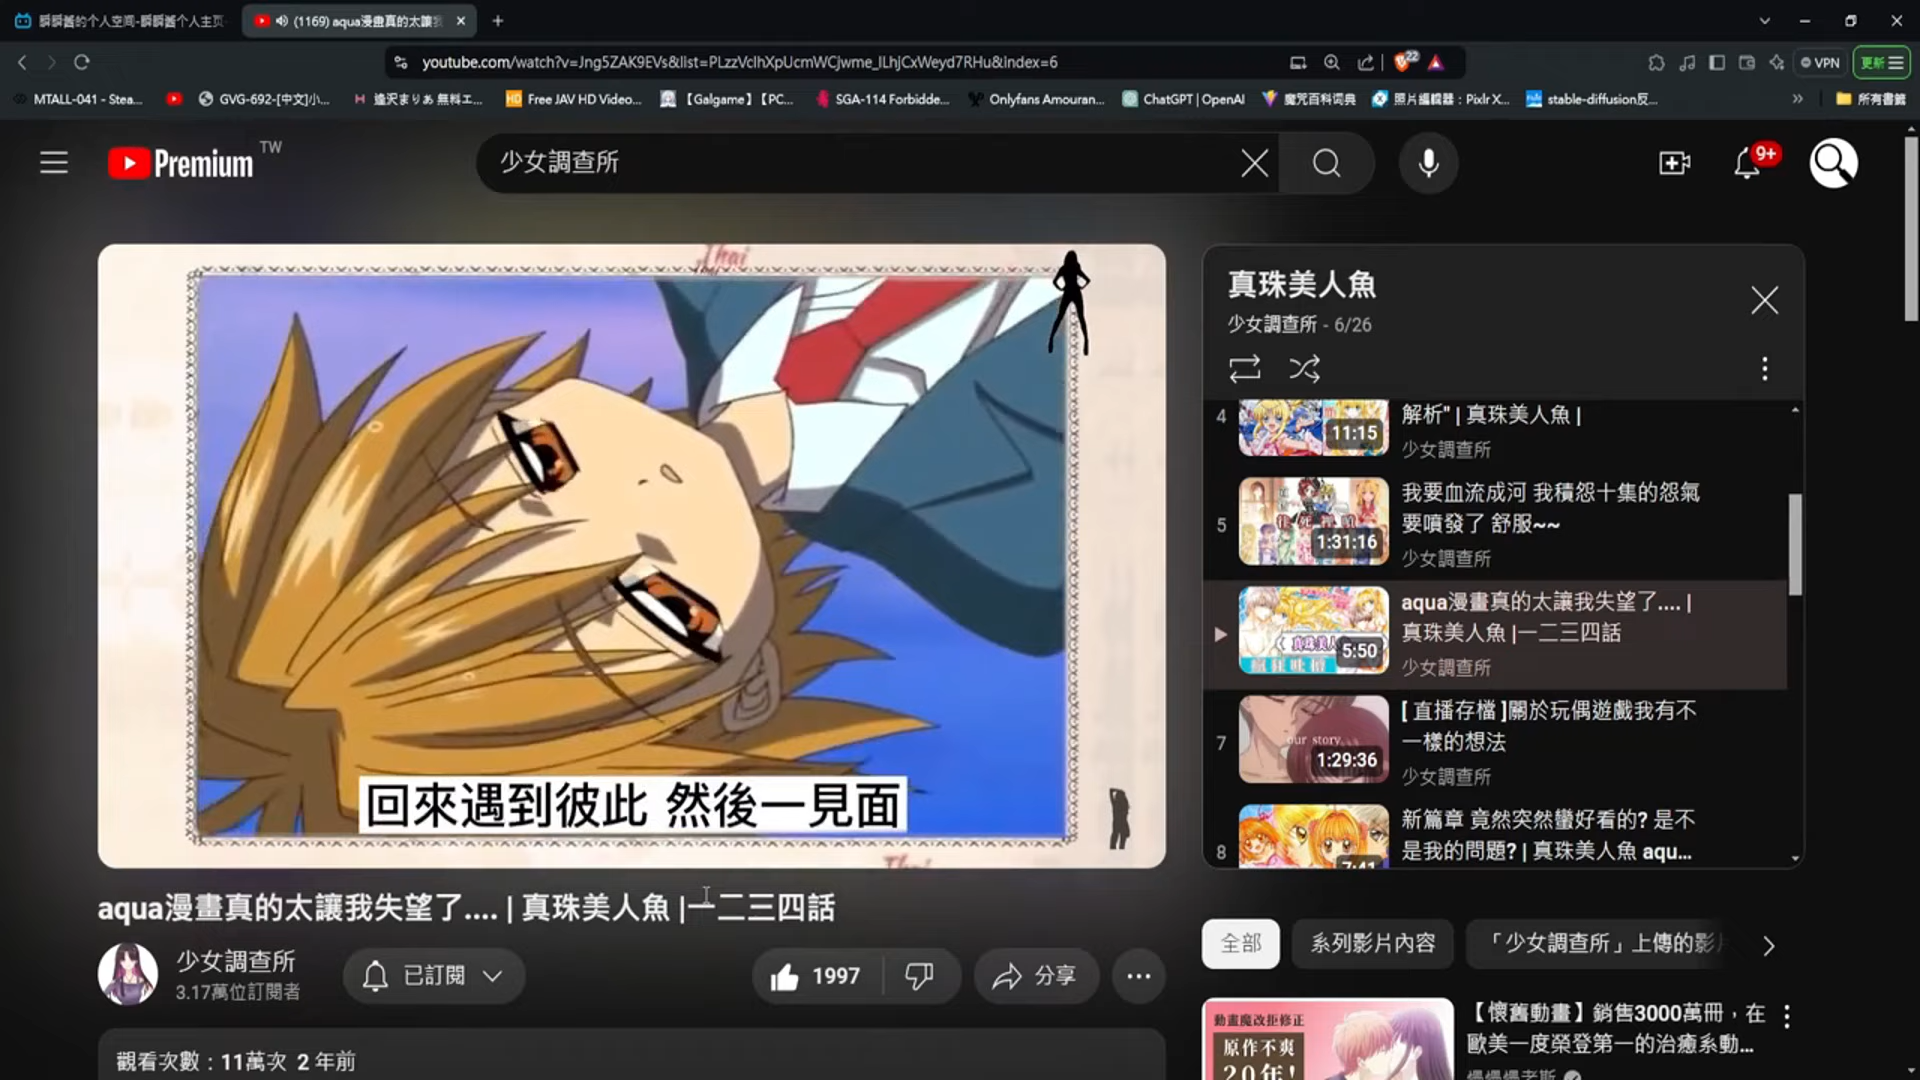 瞬瞬醬的个人空间-瞬瞬醬个人主页
(1169) aqua漫畫真的太讓我
youtube.com/watch?v=Jng5ZAK9EVs&list=PLzzVclhXpUcmWCjwme_ILhjCxWeyd7RHu&index=6
22
VPN
更新
MTALL-041 - Stea...
GVG-692-[中文]小...
逢沢まりあ 無料エ...
Free JAV HD Video...
【Galgame】【PC...
SGA-114 Forbidde...
Onlyfans Amouran...
ChatGPT | OpenAI
魔咒百科词典
照片編輯器：Pixlr X...
stable-diffusion反...
所有書籤
Premium
TW
少女調查所
9+
Thai
回來遇到彼此 然後一見面
Thai
aqua漫畫真的太讓我失望了.... | 真珠美人魚 |一二三四話
少女調查所
3.17萬位訂閱者
已訂閱
1997
分享
觀看次數：11萬次 2 年前
真珠美人魚
少女調查所 - 6/26
4
11:15
解析" | 真珠美人魚 |
少女調查所
5
1:31:16
我要血流成河 我積怨十集的怨氣
要噴發了 舒服~~
少女調查所
5:50
aqua漫畫真的太讓我失望了.... |
真珠美人魚 |一二三四話
少女調查所
7
our story
1:29:36
[ 直播存檔 ]關於玩偶遊戲我有不
一樣的想法
少女調查所
8
7:41
新篇章 竟然突然蠻好看的? 是不
是我的問題? | 真珠美人魚 aqu...
全部
系列影片內容
「少女調查所」上傳的影
動畫魔改拒修正
原作不爽
20年!
【懷舊動畫】銷售3000萬冊，在
歐美一度榮登第一的治癒系動...